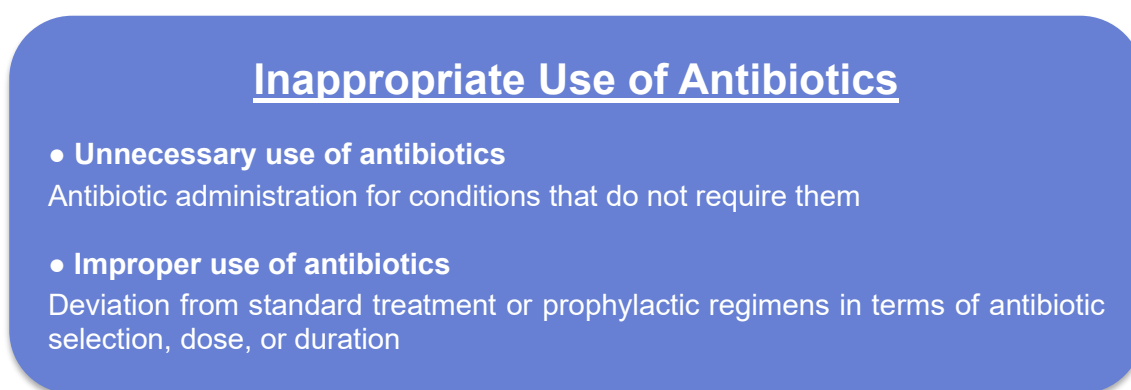 Inappropriate Use of Antibiotics
● Unnecessary use of antibiotics
Antibiotic administration for conditions that do not require them
● Improper use of antibiotics
Deviation from standard treatment or prophylactic regimens in terms of antibiotic
selection, dose, or duration